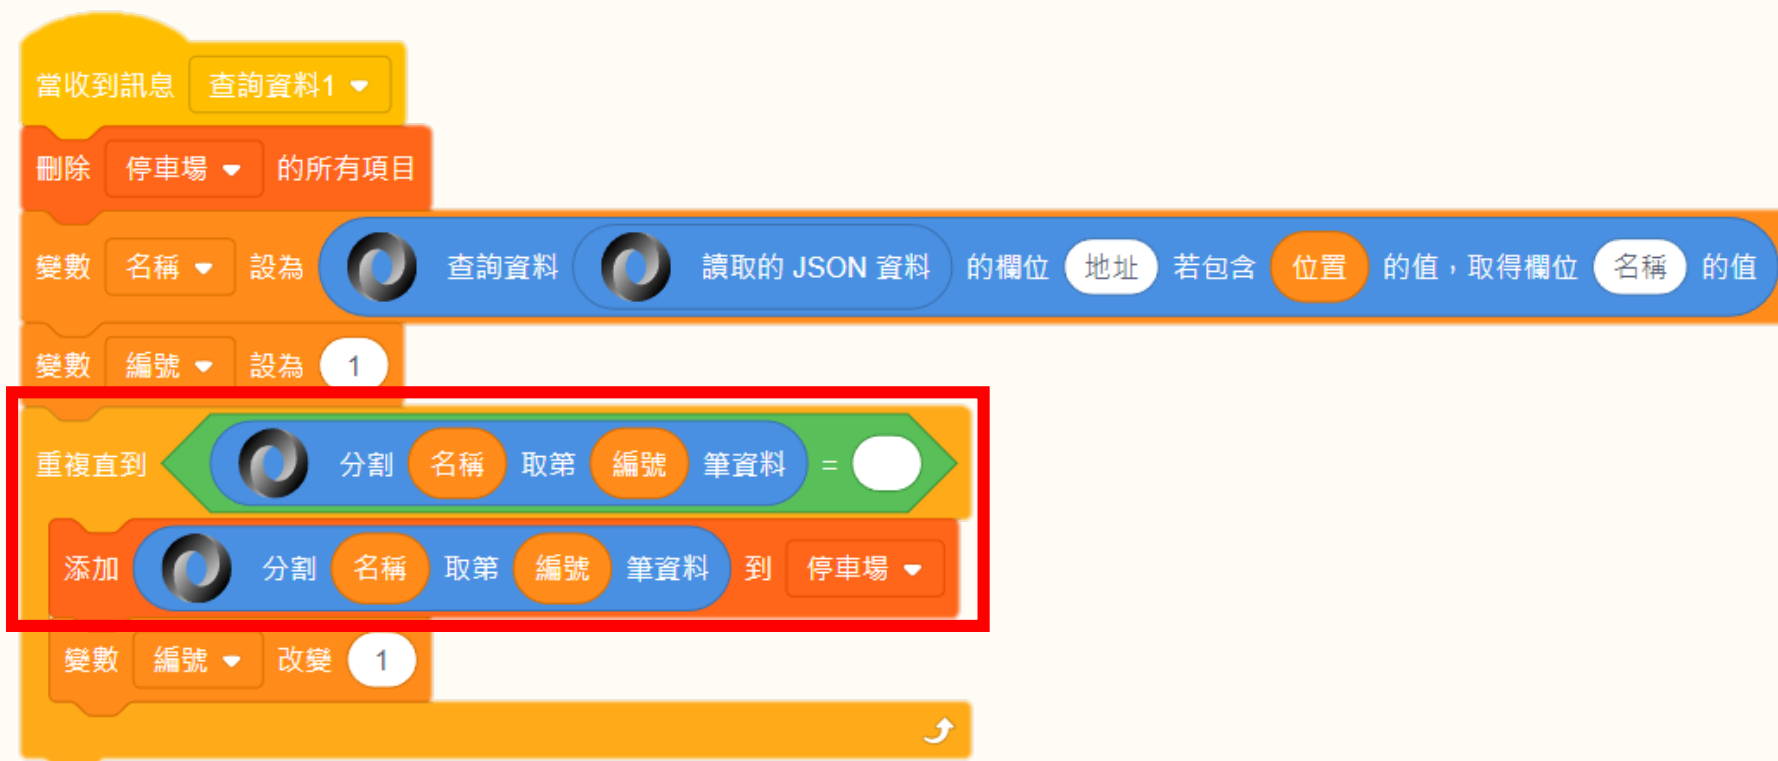 當收到訊息 查詢資料1
刪除 停車場 的所有項目
變數 名稱 設為 查詢資料 讀取的 JSON 資料 的欄位 地址 若包含 位置 的值，取得欄位 名稱 的值
變數 編號 設為 1
重複直到 分割 名稱 取第 編號 筆資料 =
添加 分割 名稱 取第 編號 筆資料 到 停車場
變數 編號 改變 1